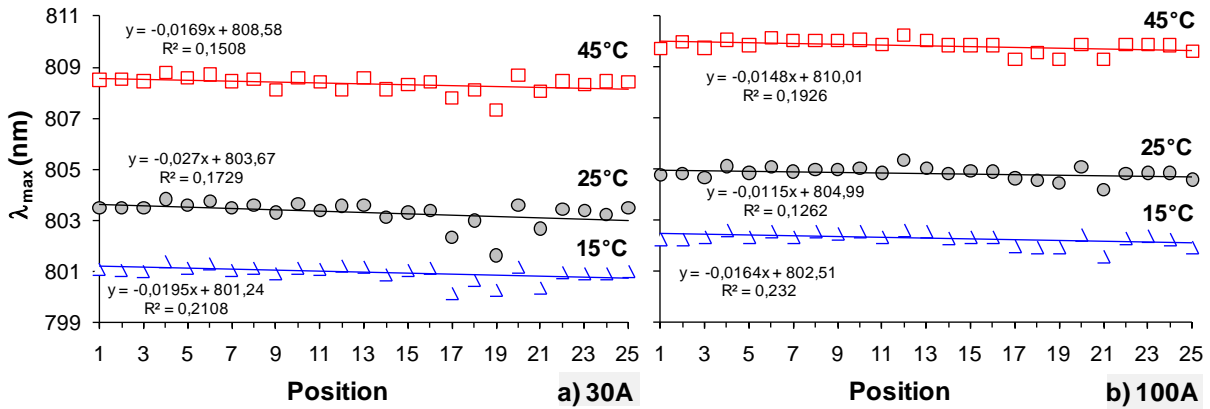 y = -0,0169x + 808,58
R² = 0,1508
45°C
y = -0,027x + 803,67
R² = 0,1729
25°C
15°C
y = -0,0195x + 801,24
R² = 0,2108
811
809
807
805
803
801
799
λmax (nm)
1 3 5 7 9 11 13 15 17 19 21 23 25
Position
a) 30A
45°C
y = -0,0148x + 810,01
R² = 0,1926
25°C
y = -0,0115x + 804,99
R² = 0,1262
15°C
y = -0,0164x + 802,51
R² = 0,232
1 3 5 7 9 11 13 15 17 19 21 23 25
Position
b) 100A